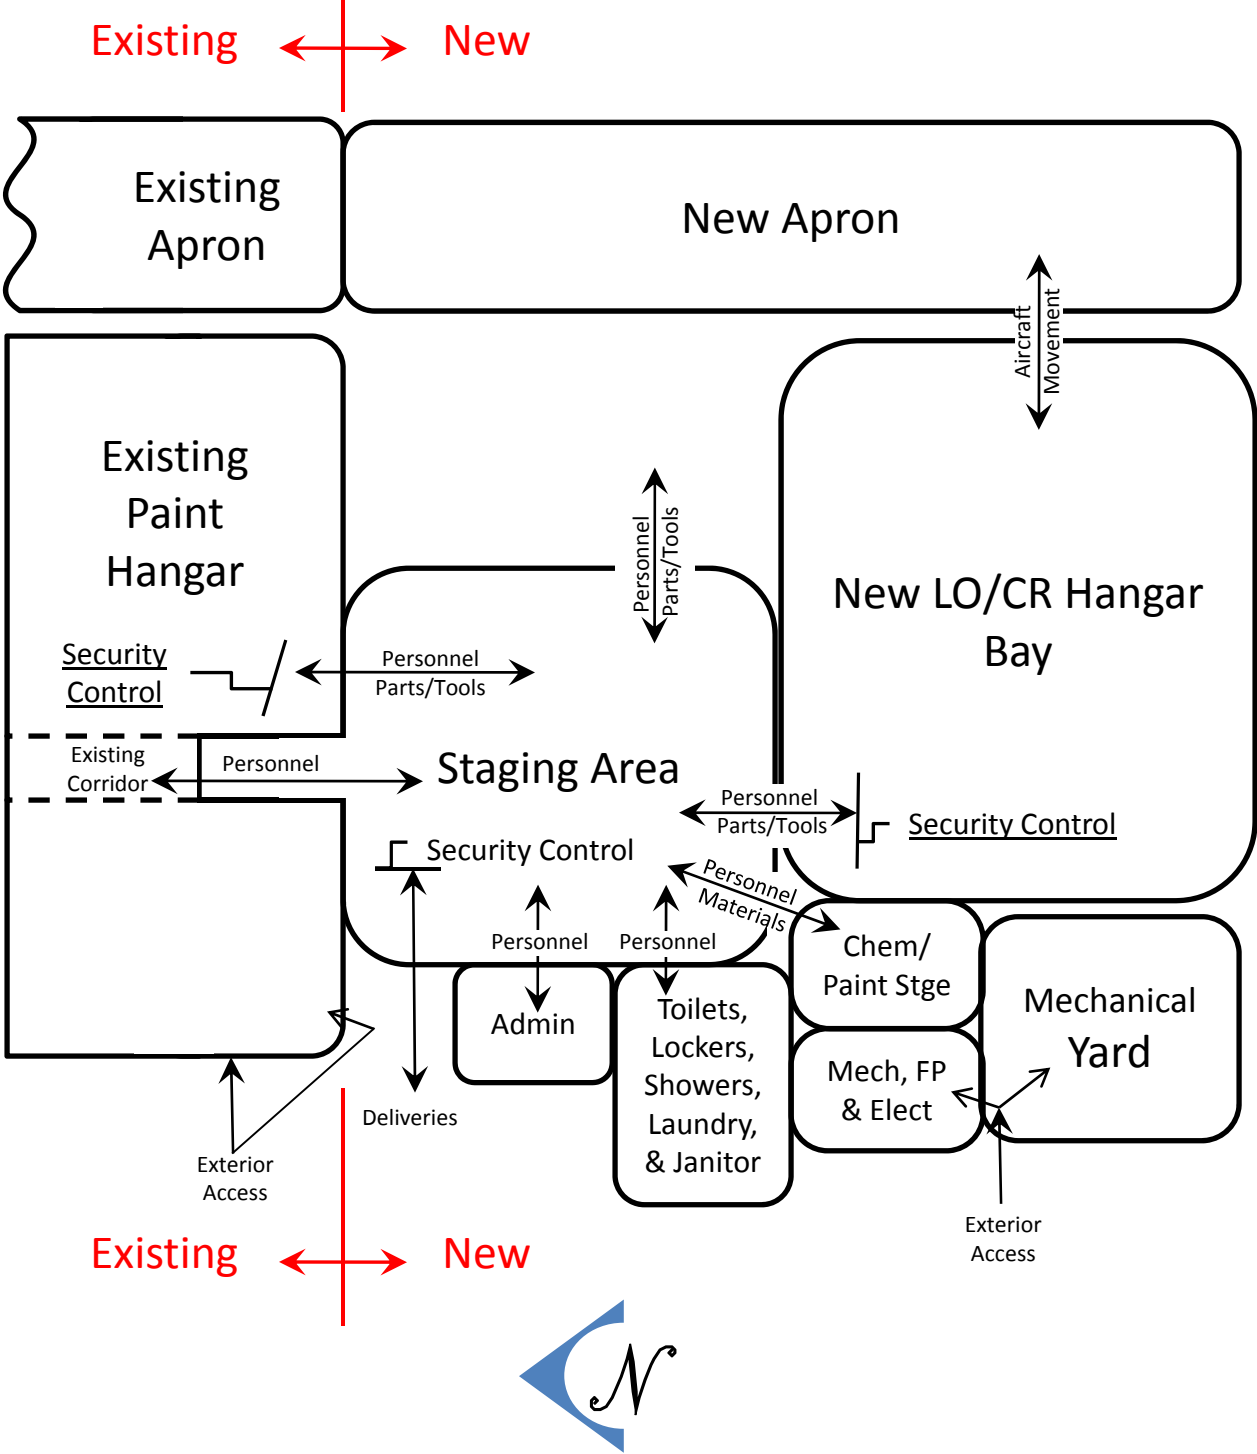 Existing
New
Existing
Apron
New Apron
Aircraft
Movement
Existing
Paint
Hangar
Personnel
Parts/Tools
New LO/CR Hangar
Bay
Security
Control
Personnel
Parts/Tools
Existing
Corridor
Personnel
Staging Area
Personnel
Parts/Tools
Security Control
Security Control
Personnel
Materials
Personnel
Personnel
Chem/
Paint Stge
Admin
Toilets,
Lockers,
Showers,
Laundry,
& Janitor
Mechanical
Yard
Mech, FP
& Elect
Deliveries
Exterior
Access
Exterior
Access
Existing
New
N